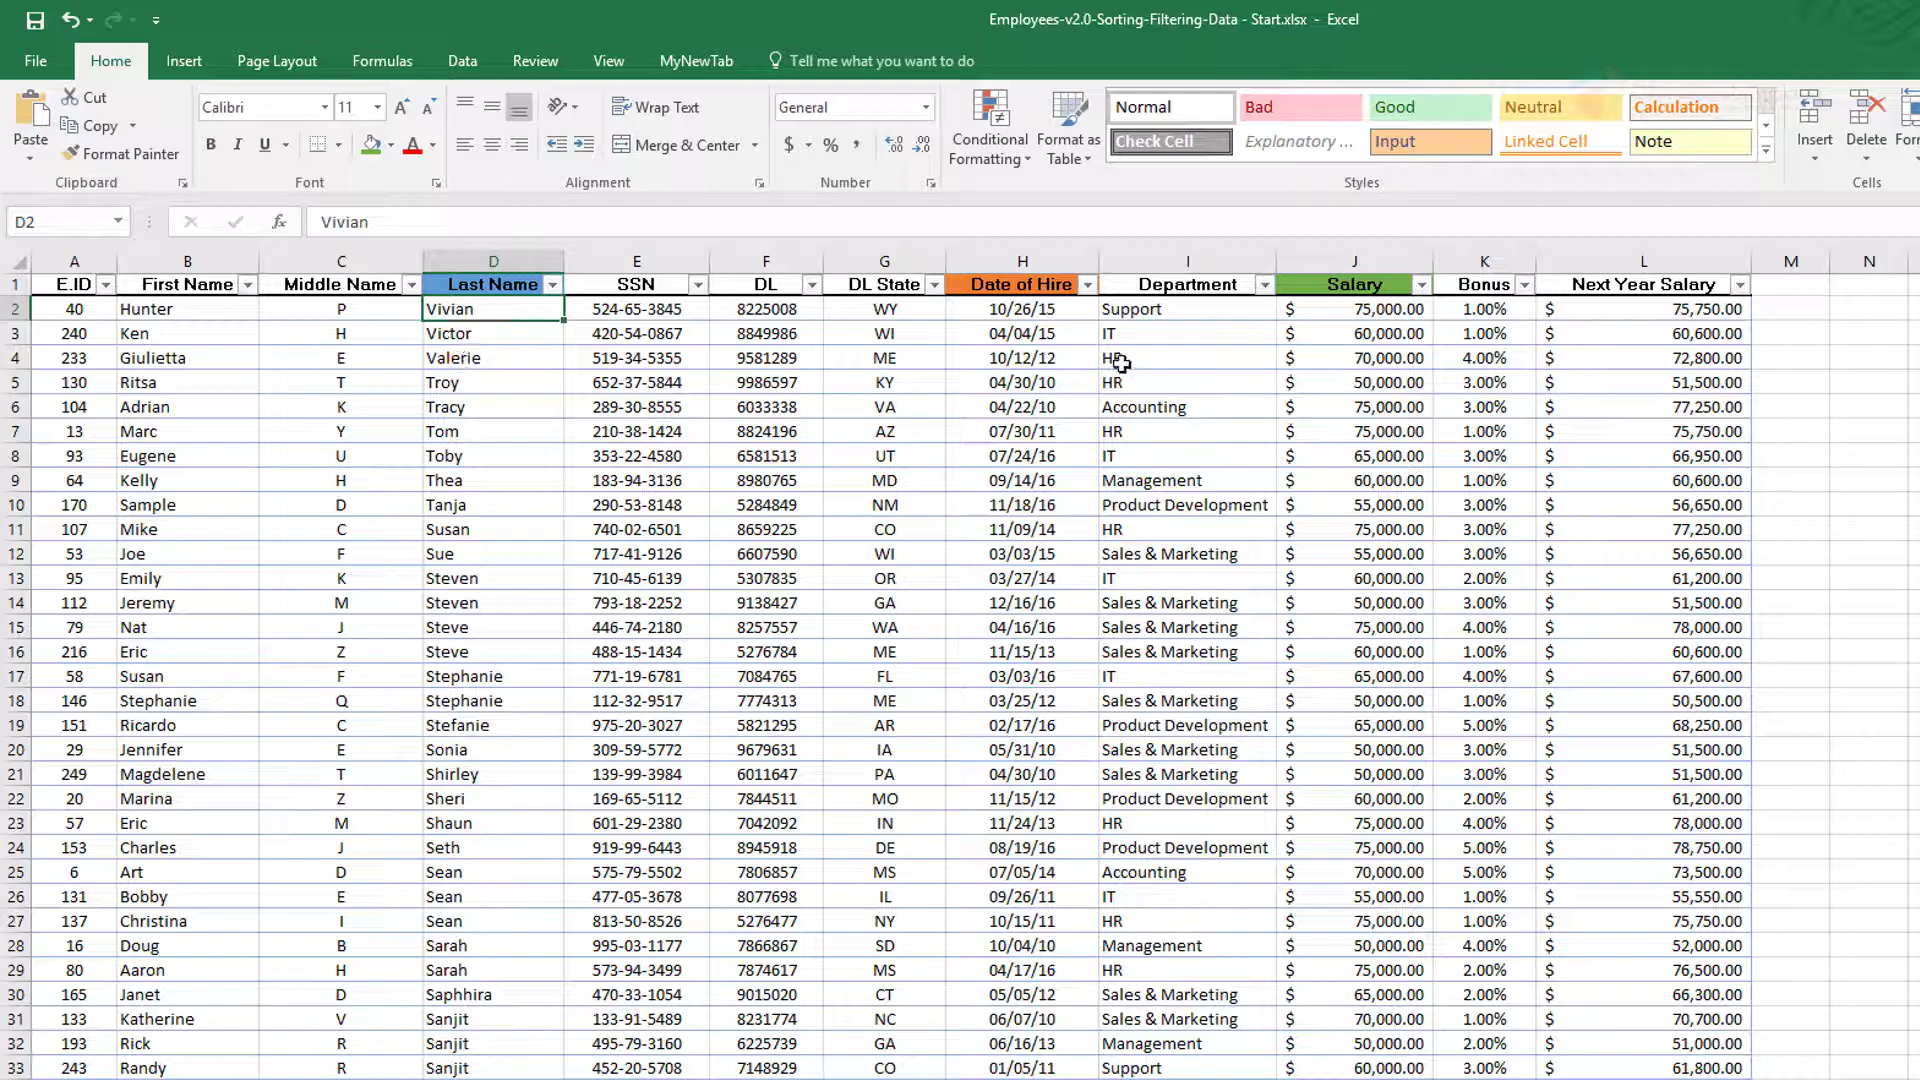 Employees-v2.0-Sorting-Filtering-Data - Start.xlsx - Excel
File Home Insert Page Layout Formulas Data Review View MyNewTab Tell me what you want to do
Paste Cut Copy Format Painter Clipboard
Calibri 11 B I U A Font
Wrap Text Merge & Center Alignment
General $ % , Number
Conditional Formatting Format as Table
Normal Bad Good Neutral Calculation
Check Cell Explanatory ... Input Linked Cell Note
Styles
Insert Delete Form
Cells
D2 fx Vivian
A B C D E F G H I J K L M N
1 E.ID First Name Middle Name Last Name SSN DL DL State Date of Hire Department Salary Bonus Next Year Salary
2 40 Hunter P Vivian 524-65-3845 8225008 WY 10/26/15 Support $ 75,000.00 1.00% $ 75,750.00
3 240 Ken H Victor 420-54-0867 8849986 WI 04/04/15 IT $ 60,000.00 1.00% $ 60,600.00
4 233 Giulietta E Valerie 519-34-5355 9581289 ME 10/12/12 HR $ 70,000.00 4.00% $ 72,800.00
5 130 Ritsa T Troy 652-37-5844 9986597 KY 04/30/10 HR $ 50,000.00 3.00% $ 51,500.00
6 104 Adrian K Tracy 289-30-8555 6033338 VA 04/22/10 Accounting $ 75,000.00 3.00% $ 77,250.00
7 13 Marc Y Tom 210-38-1424 8824196 AZ 07/30/11 HR $ 75,000.00 1.00% $ 75,750.00
8 93 Eugene U Toby 353-22-4580 6581513 UT 07/24/16 IT $ 65,000.00 3.00% $ 66,950.00
9 64 Kelly H Thea 183-94-3136 8980765 MD 09/14/16 Management $ 60,000.00 1.00% $ 60,600.00
10 170 Sample D Tanja 290-53-8148 5284849 NM 11/18/16 Product Development $ 55,000.00 3.00% $ 56,650.00
11 107 Mike C Susan 740-02-6501 8659225 CO 11/09/14 HR $ 75,000.00 3.00% $ 77,250.00
12 53 Joe F Sue 717-41-9126 6607590 WI 03/03/15 Sales & Marketing $ 55,000.00 3.00% $ 56,650.00
13 95 Emily K Steven 710-45-6139 5307835 OR 03/27/14 IT $ 60,000.00 2.00% $ 61,200.00
14 112 Jeremy M Steven 793-18-2252 9138427 GA 12/16/16 Sales & Marketing $ 50,000.00 3.00% $ 51,500.00
15 79 Nat J Steve 446-74-2180 8257557 WA 04/16/16 Sales & Marketing $ 75,000.00 4.00% $ 78,000.00
16 216 Eric Z Steve 488-15-1434 5276784 ME 11/15/13 Sales & Marketing $ 60,000.00 1.00% $ 60,600.00
17 58 Susan F Stephanie 771-19-6781 7084765 FL 03/03/16 IT $ 65,000.00 4.00% $ 67,600.00
18 146 Stephanie Q Stephanie 112-32-9517 7774313 ME 03/25/12 Sales & Marketing $ 50,000.00 1.00% $ 50,500.00
19 151 Ricardo C Stefanie 975-20-3027 5821295 AR 02/17/16 Product Development $ 65,000.00 5.00% $ 68,250.00
20 29 Jennifer E Sonia 309-59-5772 9679631 IA 05/31/10 Sales & Marketing $ 50,000.00 3.00% $ 51,500.00
21 249 Magdelene T Shirley 139-99-3984 6011647 PA 04/30/10 Sales & Marketing $ 50,000.00 3.00% $ 51,500.00
22 20 Marina Z Sheri 169-65-5112 7844511 MO 11/15/12 Product Development $ 60,000.00 2.00% $ 61,200.00
23 57 Eric M Shaun 601-29-2380 7042092 IN 11/24/13 HR $ 75,000.00 4.00% $ 78,000.00
24 153 Charles J Seth 919-99-6443 8945918 DE 08/19/16 Product Development $ 75,000.00 5.00% $ 78,750.00
25 6 Art D Sean 575-79-5502 7806857 MS 07/05/14 Accounting $ 70,000.00 5.00% $ 73,500.00
26 131 Bobby E Sean 477-05-3678 8077698 IL 09/26/11 IT $ 55,000.00 1.00% $ 55,550.00
27 137 Christina I Sean 813-50-8526 5276477 NY 10/15/11 HR $ 75,000.00 1.00% $ 75,750.00
28 16 Doug B Sarah 995-03-1177 7866867 SD 10/04/10 Management $ 50,000.00 4.00% $ 52,000.00
29 80 Aaron H Sarah 573-94-3499 7874617 MS 04/17/16 HR $ 75,000.00 2.00% $ 76,500.00
30 165 Janet D Saphhira 470-33-1054 9015020 CT 05/05/12 Sales & Marketing $ 65,000.00 2.00% $ 66,300.00
31 133 Katherine V Sanjit 133-91-5489 8231774 NC 06/07/10 Sales & Marketing $ 70,000.00 1.00% $ 70,700.00
32 193 Rick R Sanjit 495-79-3160 6225739 GA 06/16/13 Management $ 50,000.00 2.00% $ 51,000.00
33 243 Randy R Sanjit 452-20-5708 7148929 CO 01/05/11 Support $ 60,000.00 3.00% $ 61,800.00